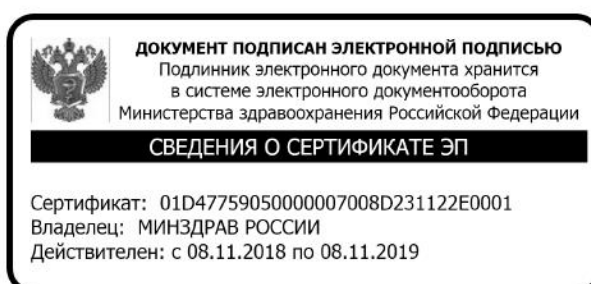 ДОКУМЕНТ ПОДПИСАН ЭЛЕКТРОННОЙ ПОДПИСЬЮ
Подлинник электронного документа хранится
в системе электронного документооборота
Министерства здравоохранения Российской Федерации
СВЕДЕНИЯ О СЕРТИФИКАТЕ ЭП
Сертификат: 01D47759050000007008D231122E0001
Владелец: МИНЗДРАВ РОССИИ
Действителен: с 08.11.2018 по 08.11.2019